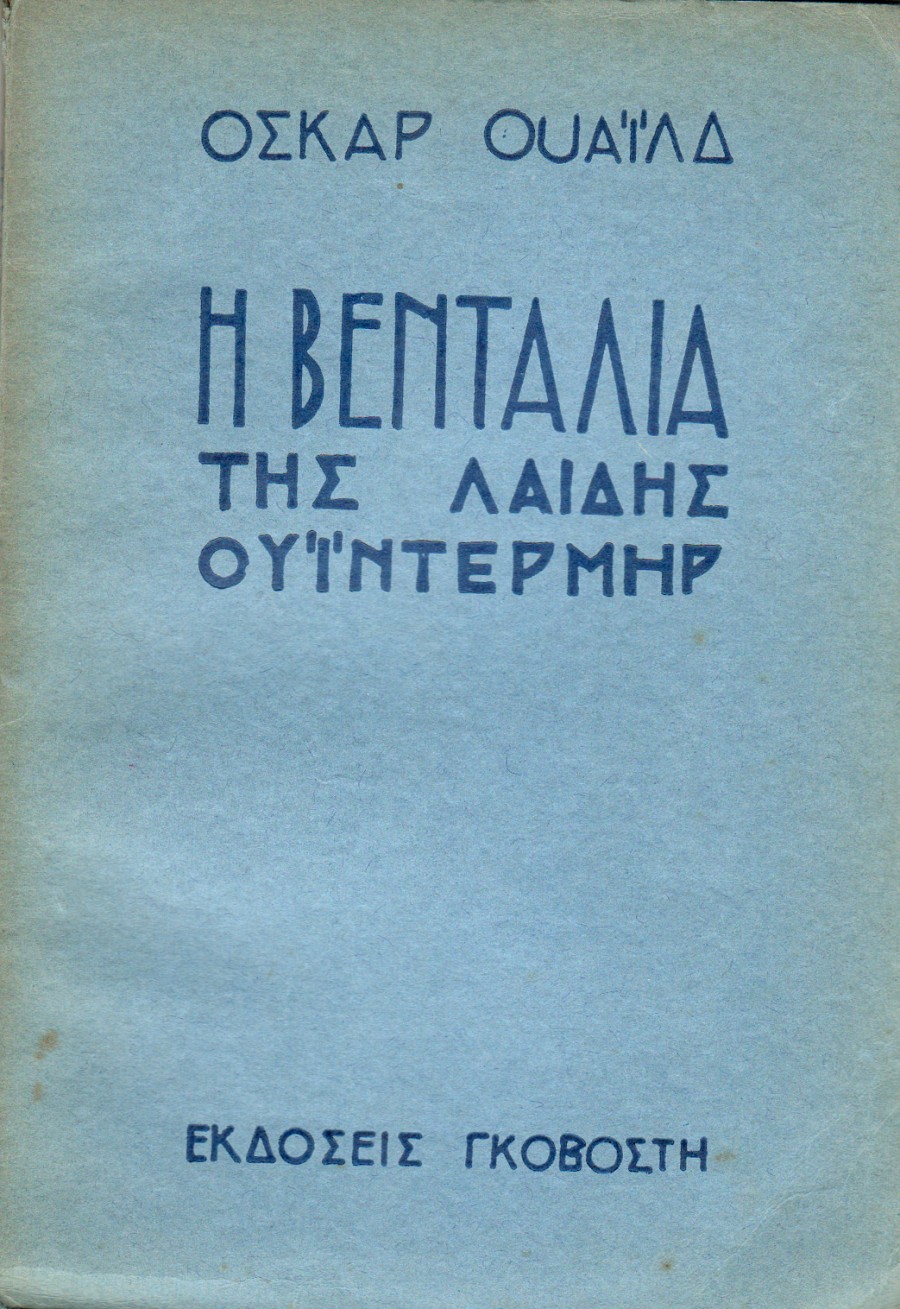 ΟΣΚΑΡ ΟΥΑΪΛΔ
Η ΒΕΝΤΑΛΙΑ
ΤΗΣ ΛΑΙΔΗΣ
ΟΥΪΝΤΕΡΜΗΡ
ΕΚΔΟΣΕΙΣ ΓΚΟΒΟΣΤΗ